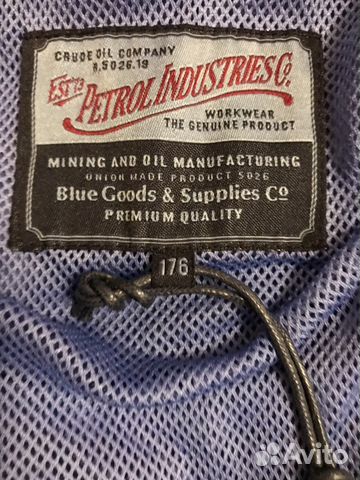 CRUDE OIL COMPANY
R.5026.19
EST'D PETROL INDUSTRIES Co.
WORKWEAR
THE GENUINE PRODUCT
MINING AND OIL MANUFACTURING
UNION MADE PRODUCT 5026
Blue Goods & Supplies Co
PREMIUM QUALITY
176
Avito